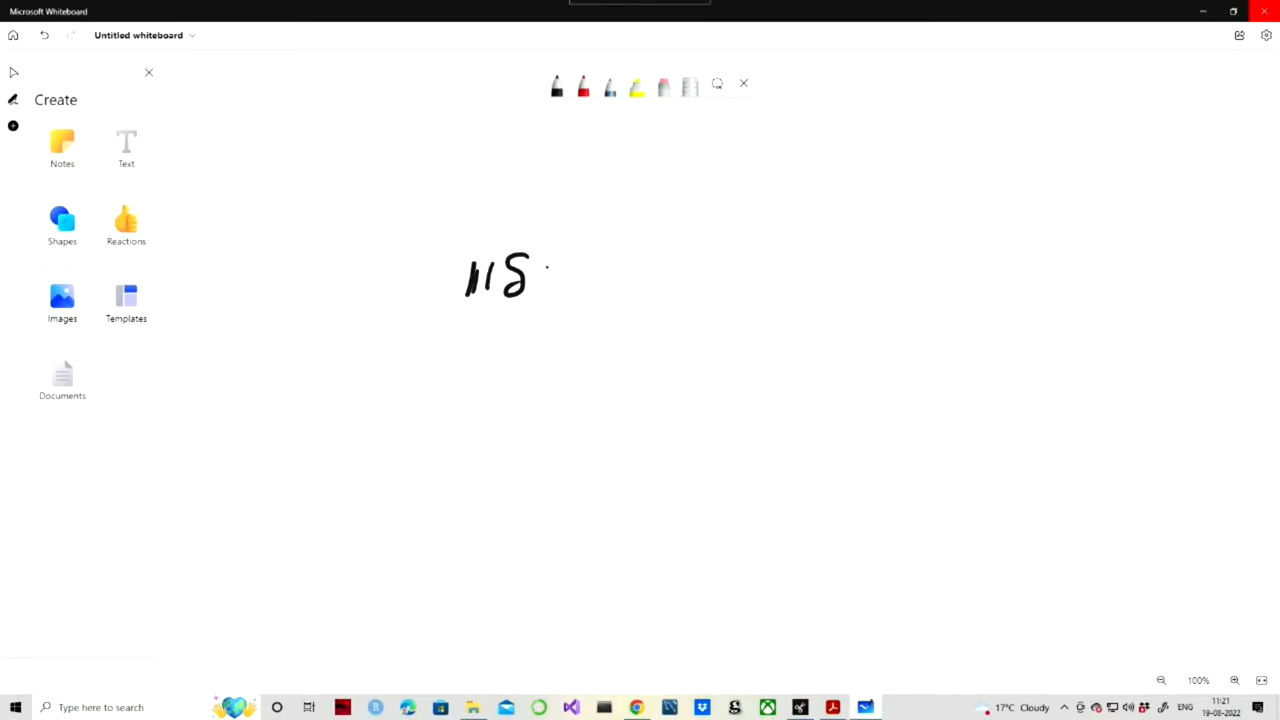 Microsoft Whiteboard
Untitled whiteboard
Create
Notes
Text
Shapes
Reactions
Images
Templates
Documents
118
100%
Type here to search
17°C Cloudy
ENG
11:21
19-08-2022